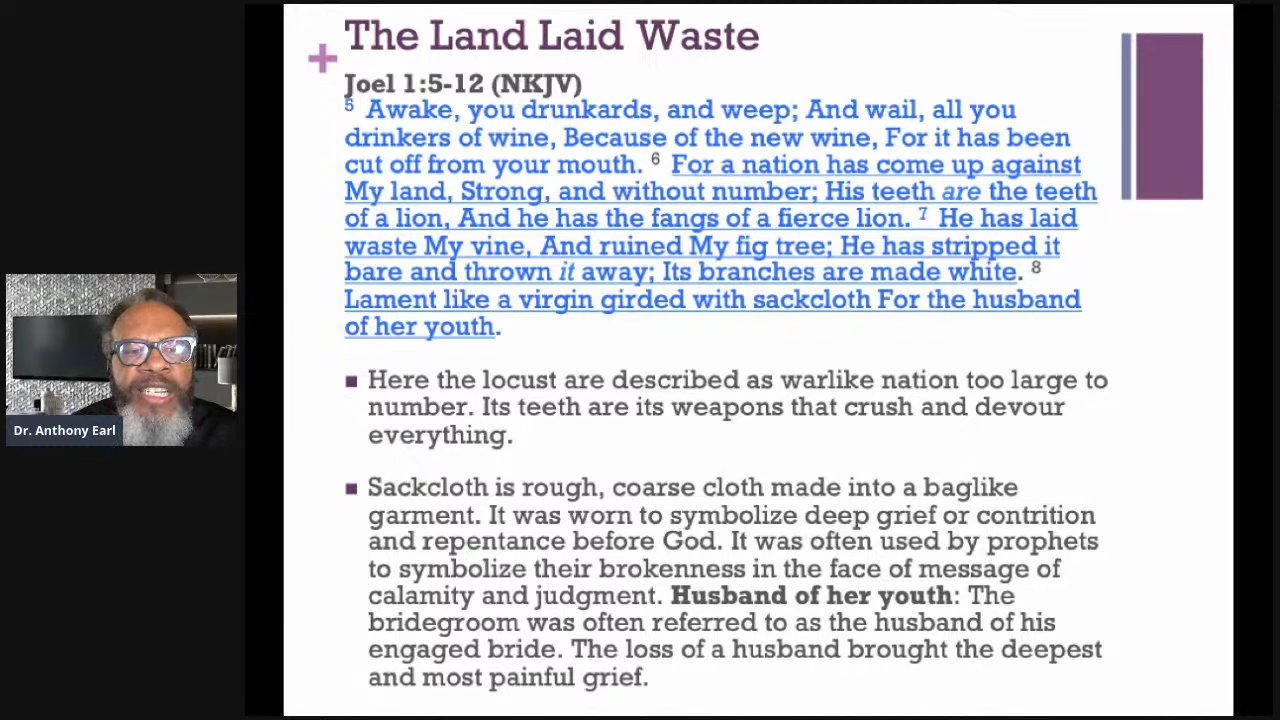 The Land Laid Waste
+
Joel 1:5-12 (NKJV)
5 Awake, you drunkards, and weep; And wail, all you
drinkers of wine, Because of the new wine, For it has been
cut off from your mouth. 6 For a nation has come up against
My land, Strong, and without number; His teeth are the teeth
of a lion, And he has the fangs of a fierce lion. 7 He has laid
waste My vine, And ruined My fig tree; He has stripped it
bare and thrown it away; Its branches are made white. 8
Lament like a virgin girded with sackcloth For the husband
of her youth.
■ Here the locust are described as warlike nation too large to
number. Its teeth are its weapons that crush and devour
everything.
■ Sackcloth is rough, coarse cloth made into a baglike
garment. It was worn to symbolize deep grief or contrition
and repentance before God. It was often used by prophets
to symbolize their brokenness in the face of message of
calamity and judgment. Husband of her youth: The
bridegroom was often referred to as the husband of his
engaged bride. The loss of a husband brought the deepest
and most painful grief.
Dr. Anthony Earl